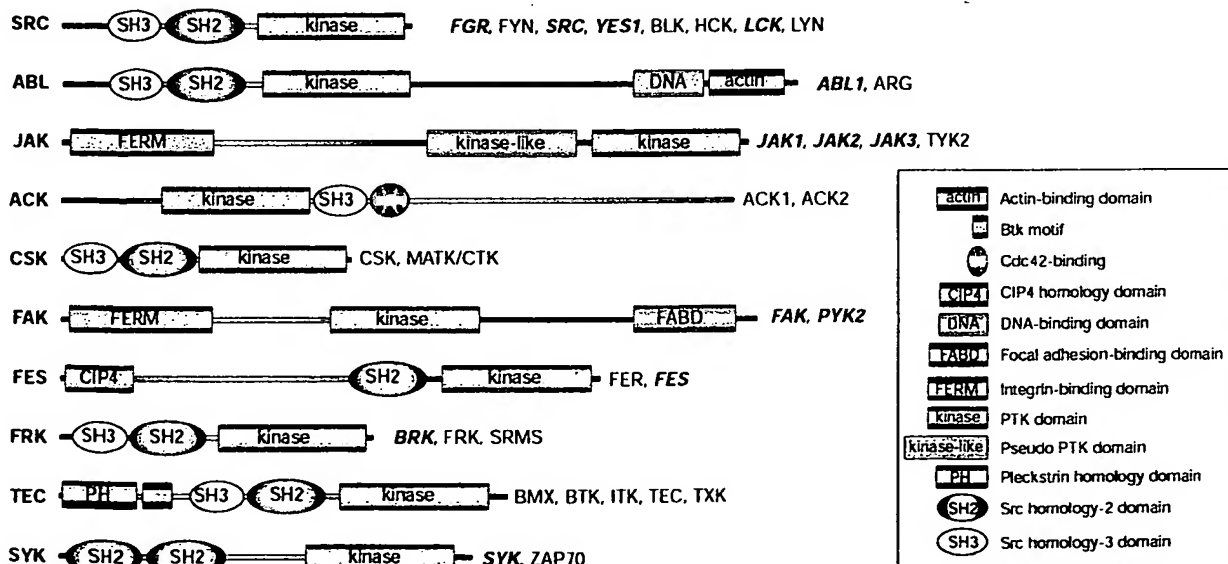 SRC SH3 SH2 kinase FGR, FYN, SRC, YES1, BLK, HCK, LCK, LYN
ABL SH3 SH2 kinase DNA actin ABL1, ARG
JAK FERM kinase-like kinase JAK1, JAK2, JAK3, TYK2
ACK kinase SH3 ACK1, ACK2
CSK SH3 SH2 kinase CSK, MATK/CTK
FAK FERM kinase FABD FAK, PYK2
FES CIP4 SH2 kinase FER, FES
FRK SH3 SH2 kinase BRK, FRK, SRMS
TEC PH SH3 SH2 kinase BMX, BTK, ITK, TEC, TXK
SYK SH2 SH2 kinase SYK, ZAP70
actin Actin-binding domain
Btk motif
Cdc42-binding
CIP4 CIP4 homology domain
DNA DNA-binding domain
FABD Focal adhesion-binding domain
FERM Integrin-binding domain
kinase PTK domain
kinase-like Pseudo PTK domain
PH Pleckstrin homology domain
SH2 Src homology-2 domain
SH3 Src homology-3 domain